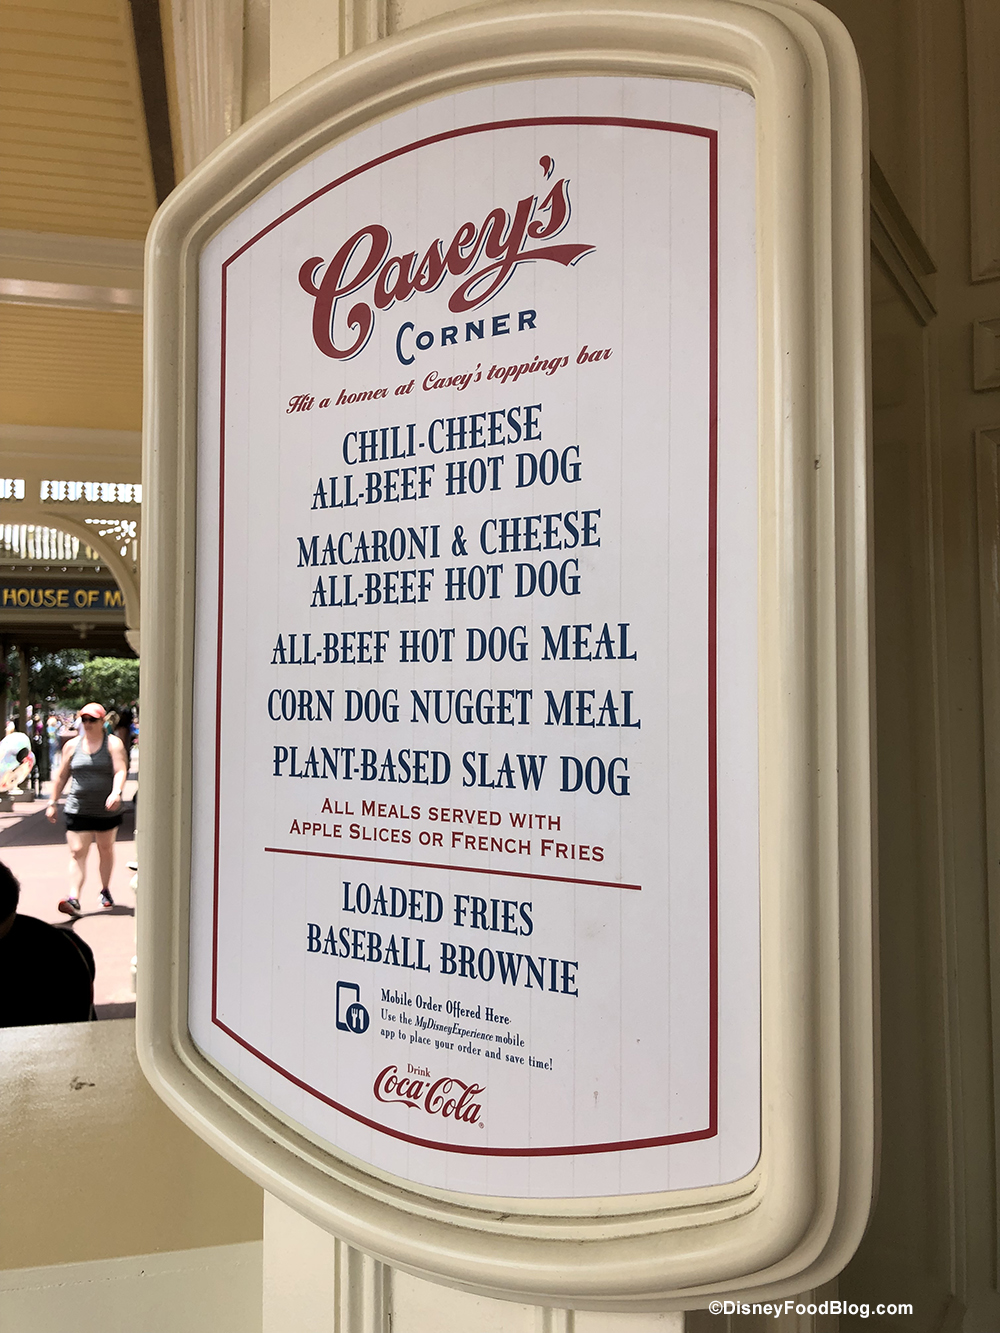 Casey's
CORNER
Hit a homer at Casey's toppings bar
CHILI-CHEESE
ALL-BEEF HOT DOG
MACARONI & CHEESE
ALL-BEEF HOT DOG
ALL-BEEF HOT DOG MEAL
CORN DOG NUGGET MEAL
PLANT-BASED SLAW DOG
ALL MEALS SERVED WITH
APPLE SLICES OR FRENCH FRIES
LOADED FRIES
BASEBALL BROWNIE
Mobile Order Offered Here.
Use the MyDisneyExperience mobile
app to place your order and save time!
Drink
Coca-Cola
HOUSE OF
©DisneyFoodBlog.com